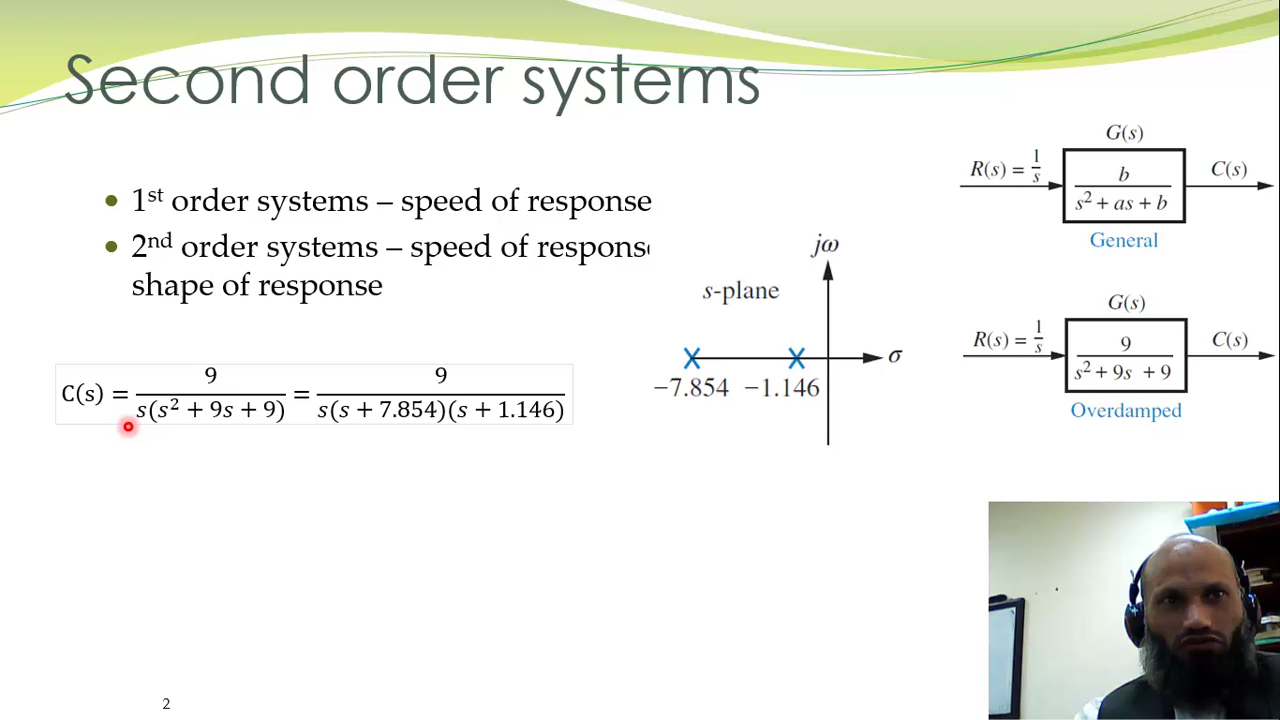 Second order systems
• 1st order systems – speed of response
• 2nd order systems – speed of respons
shape of response
C(s) = 9 / s(s² + 9s + 9) = 9 / s(s + 7.854)(s + 1.146)
jω
s-plane
σ
−7.854 −1.146
G(s)
R(s) = 1/s
b / s² + as + b
C(s)
General
G(s)
R(s) = 1/s
9 / s² + 9s + 9
C(s)
Overdamped
2